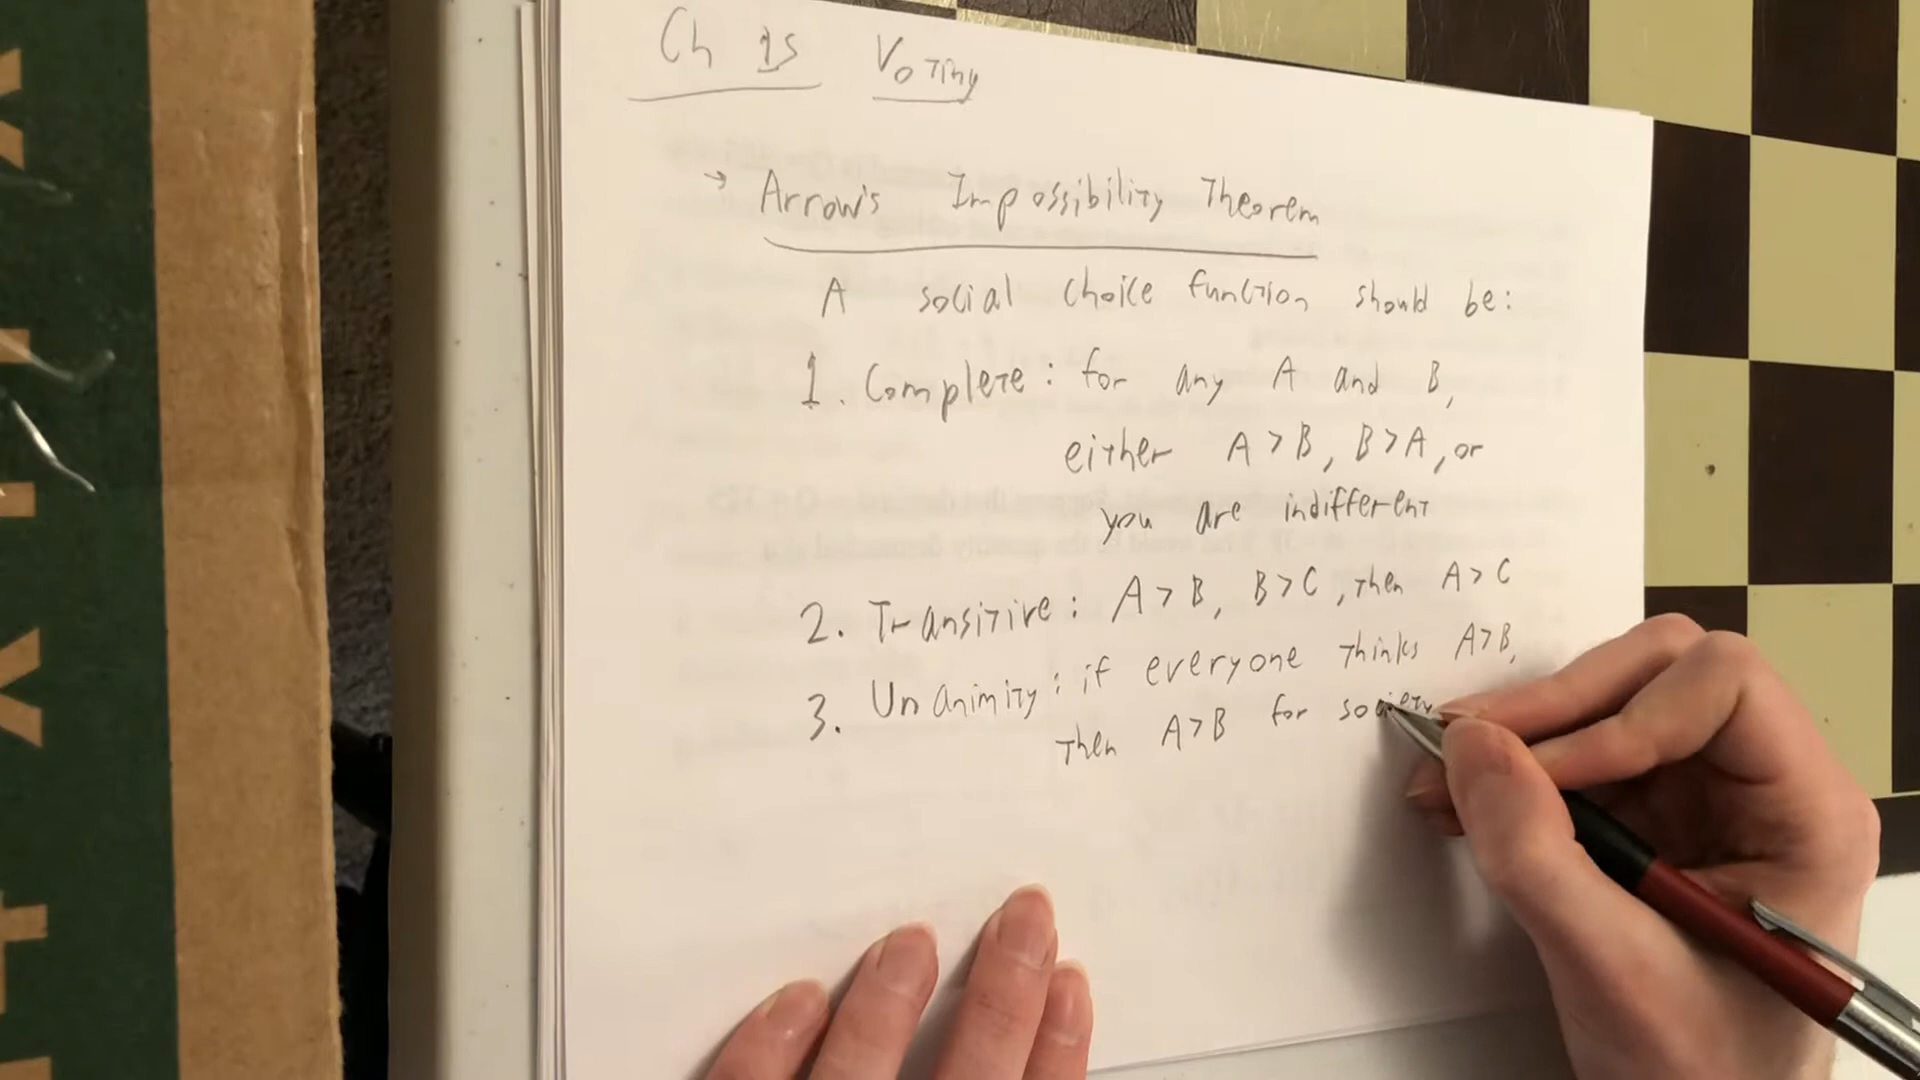 Ch 15 Voting
→ Arrow's Impossibility Theorem
A social choice function should be:
1. Complete: for any A and B,
either A > B, B > A, or
you are indifferent
2. Transitive: A > B, B > C, then A > C
3. Unanimity: if everyone thinks A>B,
then A>B for society